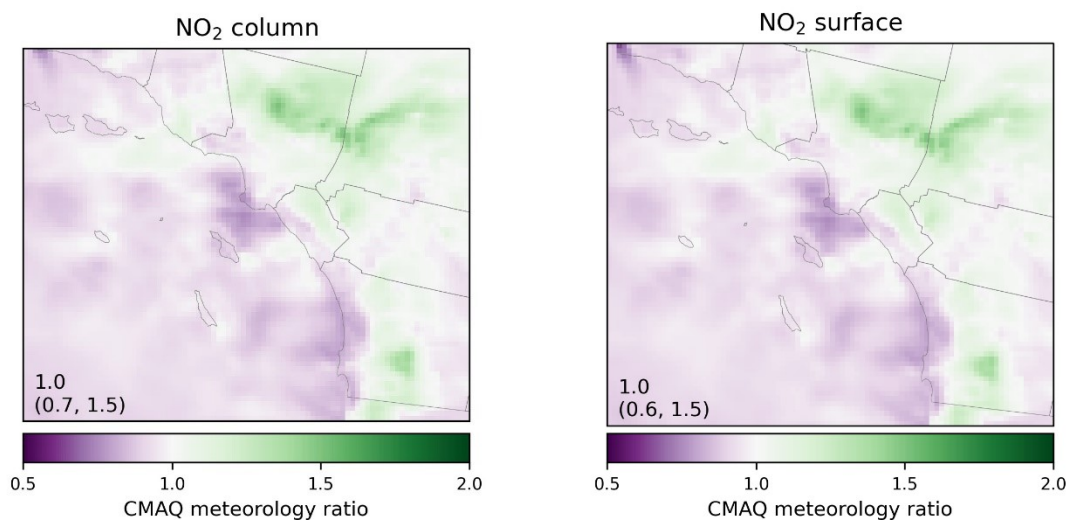 NO₂ column
1.0
(0.7, 1.5)
0.5 1.0 1.5 2.0
CMAQ meteorology ratio
NO₂ surface
1.0
(0.6, 1.5)
0.5 1.0 1.5 2.0
CMAQ meteorology ratio